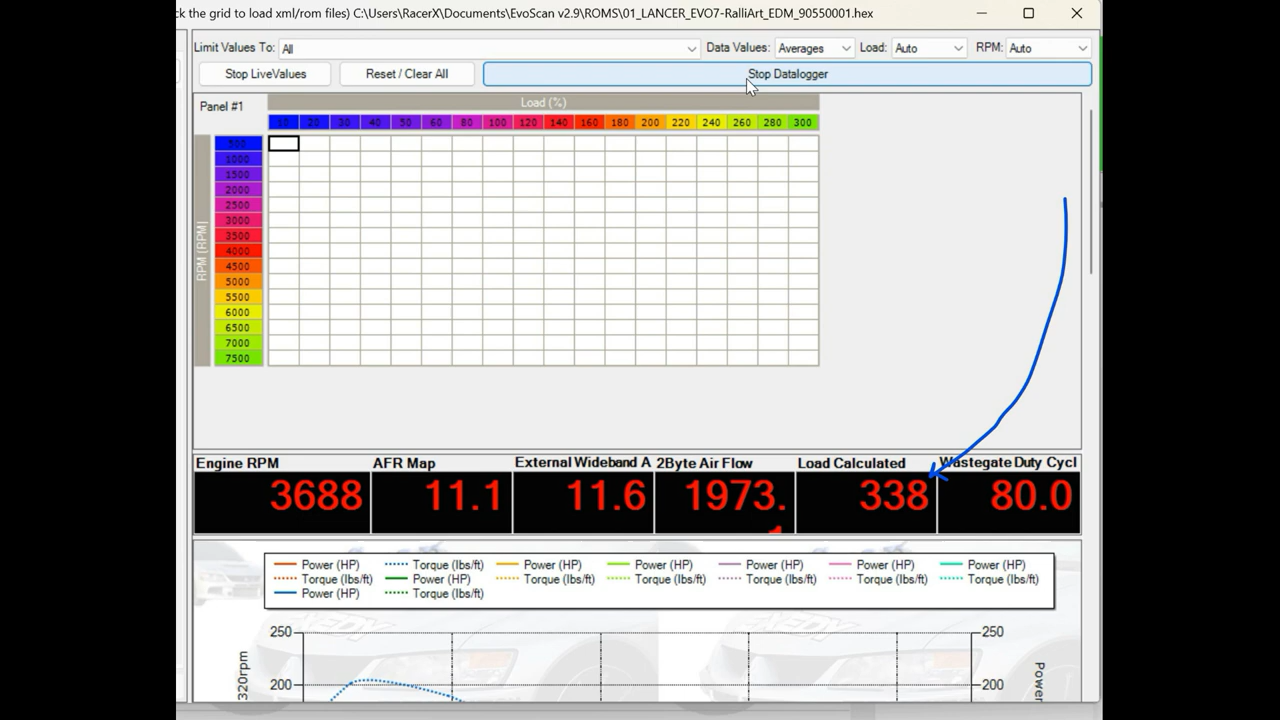 ck the grid to load xml/rom files) C:\Users\RacerX\Documents\EvoScan v2.9\ROMS\01_LANCER_EVO7-RalliArt_EDM_90550001.hex
Limit Values To: All Data Values: Averages Load: Auto RPM: Auto
Stop LiveValues Reset / Clear All Stop Datalogger
Panel #1 Load (%)
10 20 30 40 50 60 80 100 120 140 160 180 200 220 240 260 280 300
RPM (RPM)
500
1000
1500
2000
2500
3000
3500
4000
4500
5000
5500
6000
6500
7000
7500
Engine RPM AFR Map External Wideband A 2Byte Air Flow Load Calculated Wastegate Duty Cycl
3688 11.1 11.6 1973. 338 80.0
Power (HP) Torque (lbs/ft) Power (HP) Power (HP) Power (HP) Power (HP) Power (HP)
Torque (lbs/ft) Power (HP) Torque (lbs/ft) Torque (lbs/ft) Torque (lbs/ft) Torque (lbs/ft) Torque (lbs/ft)
Power (HP) Torque (lbs/ft)
250 250
200 200
320rpm
Power